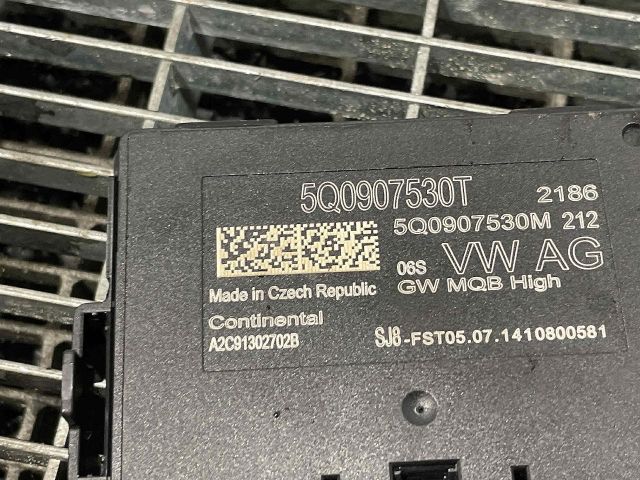 5Q0907530T 2186
5Q0907530M 212
06S VW AG
GW MQB High
Made in Czech Republic
Continental
A2C91302702B SJ8-FST05.07.1410800581